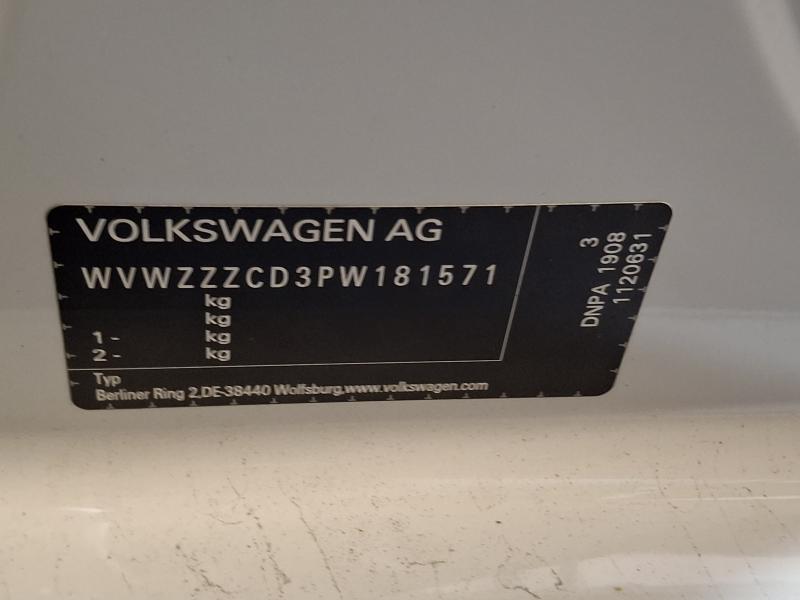 VOLKSWAGEN AG
WVWZZZCD3PW181571
kg
kg
1 - kg
2 - kg
Typ
Berliner Ring 2,DE-38440 Wolfsburg,www.volkswagen.com
3
DNPA 1908
1120631